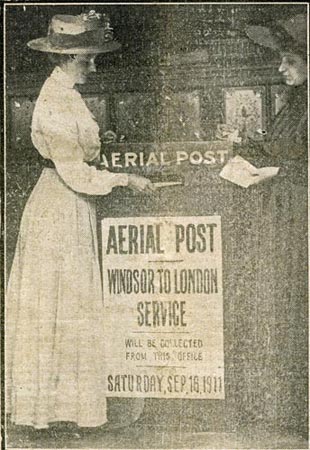 AERIAL POST
AERIAL POST
WINDSOR TO LONDON
SERVICE
WILL BE COLLECTED
FROM THIS OFFICE
SATURDAY, SEP, 16, 1911